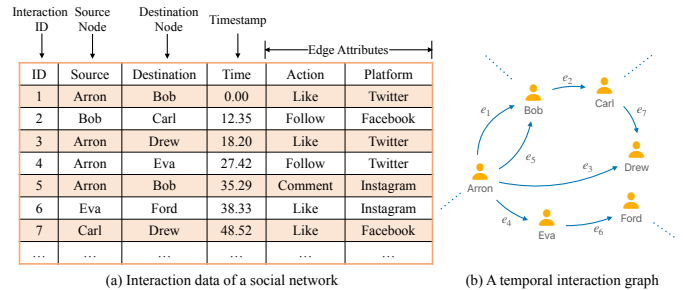 Interaction ID
Source Node
Destination Node
Timestamp
Edge Attributes
ID Source Destination Time Action Platform
1 Arron Bob 0.00 Like Twitter
2 Bob Carl 12.35 Follow Facebook
3 Arron Drew 18.20 Like Twitter
4 Arron Eva 27.42 Follow Twitter
5 Arron Bob 35.29 Comment Instagram
6 Eva Ford 38.33 Like Instagram
7 Carl Drew 48.52 Like Facebook
... ... ... ... ... ...
(a) Interaction data of a social network
e2
Bob
Carl
e1
e7
e5
e3
Drew
Arron
e4
Eva
e6
Ford
(b) A temporal interaction graph